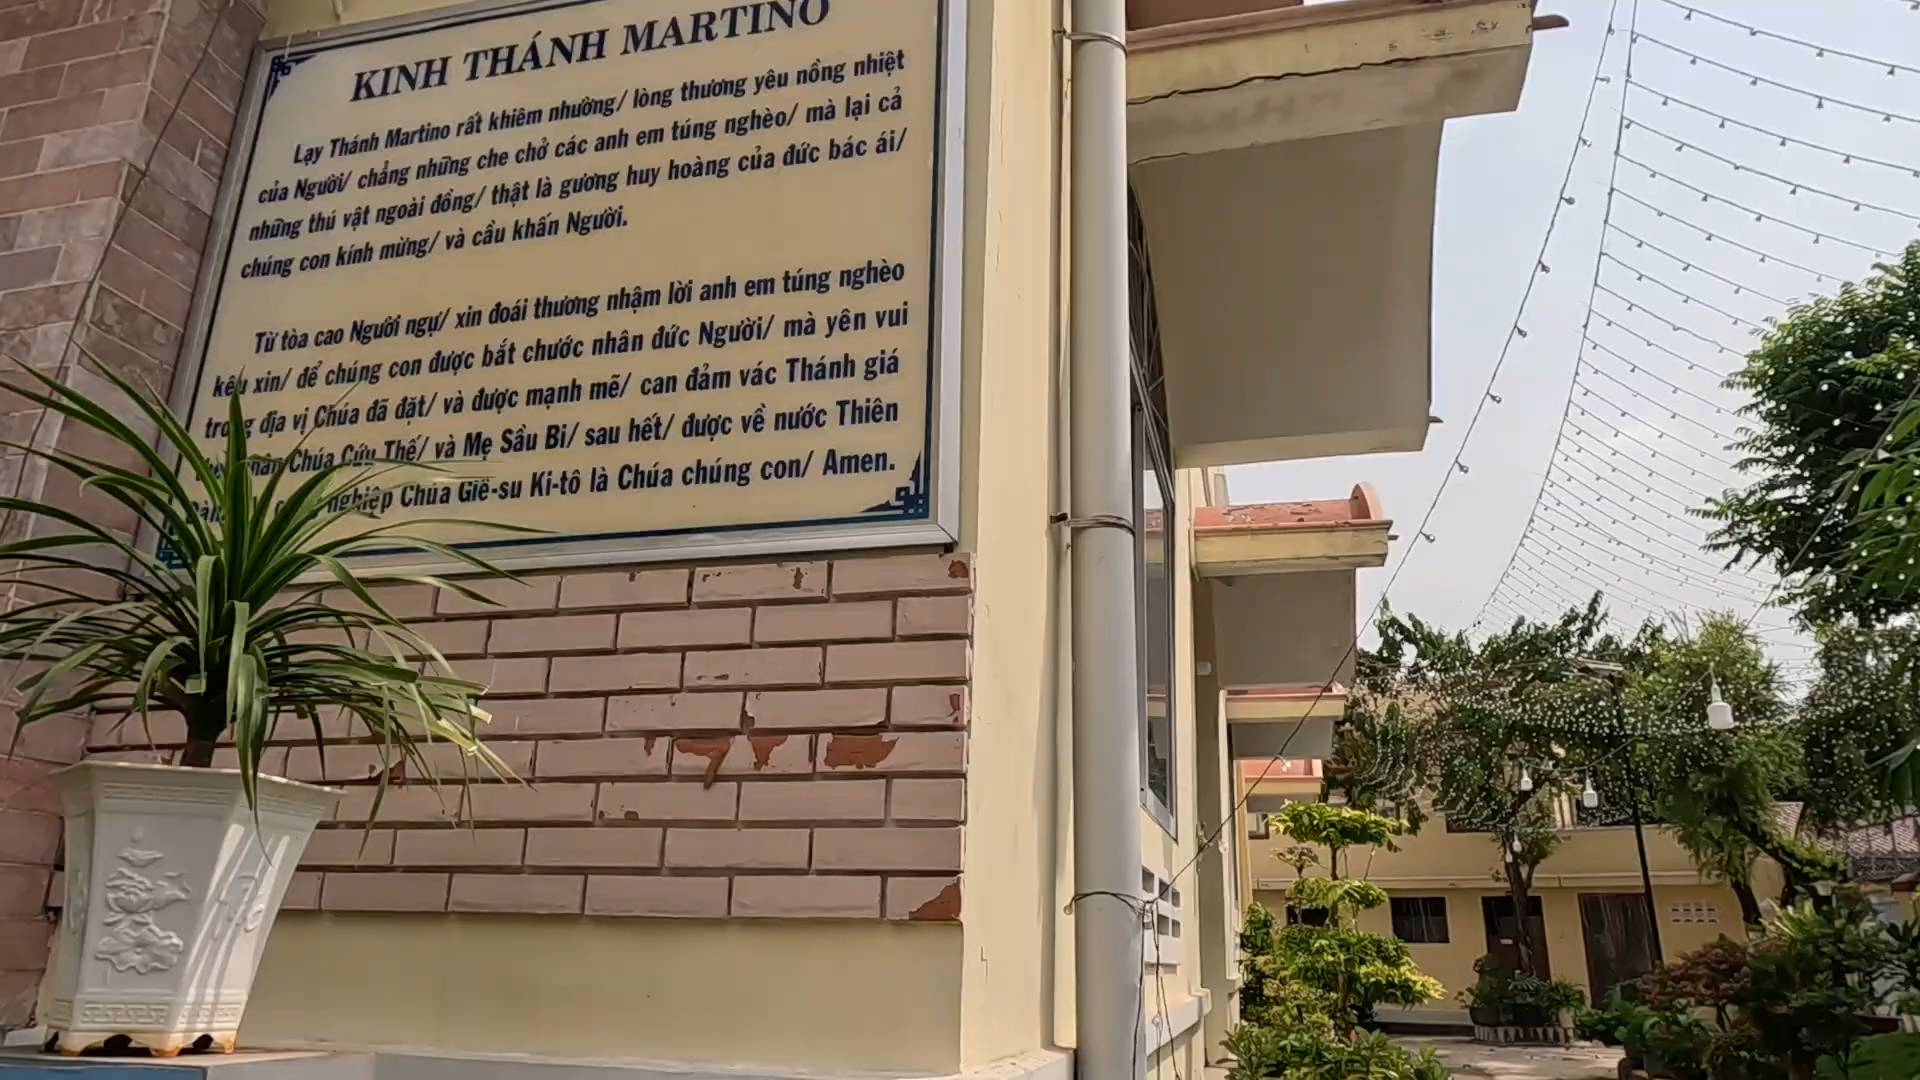 KINH THÁNH MARTINO
Lạy Thánh Martino rất khiêm nhường/ lòng thương yêu nồng nhiệt
của Người/ chẳng những che chở các anh em túng nghèo/ mà lại cả
những thú vật ngoài đồng/ thật là gương huy hoàng của đức bác ái/
chúng con kính mừng/ và cầu khấn Người.
Từ tòa cao Người ngự/ xin đoái thương nhậm lời anh em túng nghèo
kêu xin/ để chúng con được bắt chước nhân đức Người/ mà yên vui
trong địa vị Chúa đã đặt/ và được mạnh mẽ/ can đảm vác Thánh giá
Chúa Cứu Thế/ và Mẹ Sầu Bi/ sau hết/ được về nước Thiên
nghiệp Chúa Giê-su Ki-tô là Chúa chúng con/ Amen.